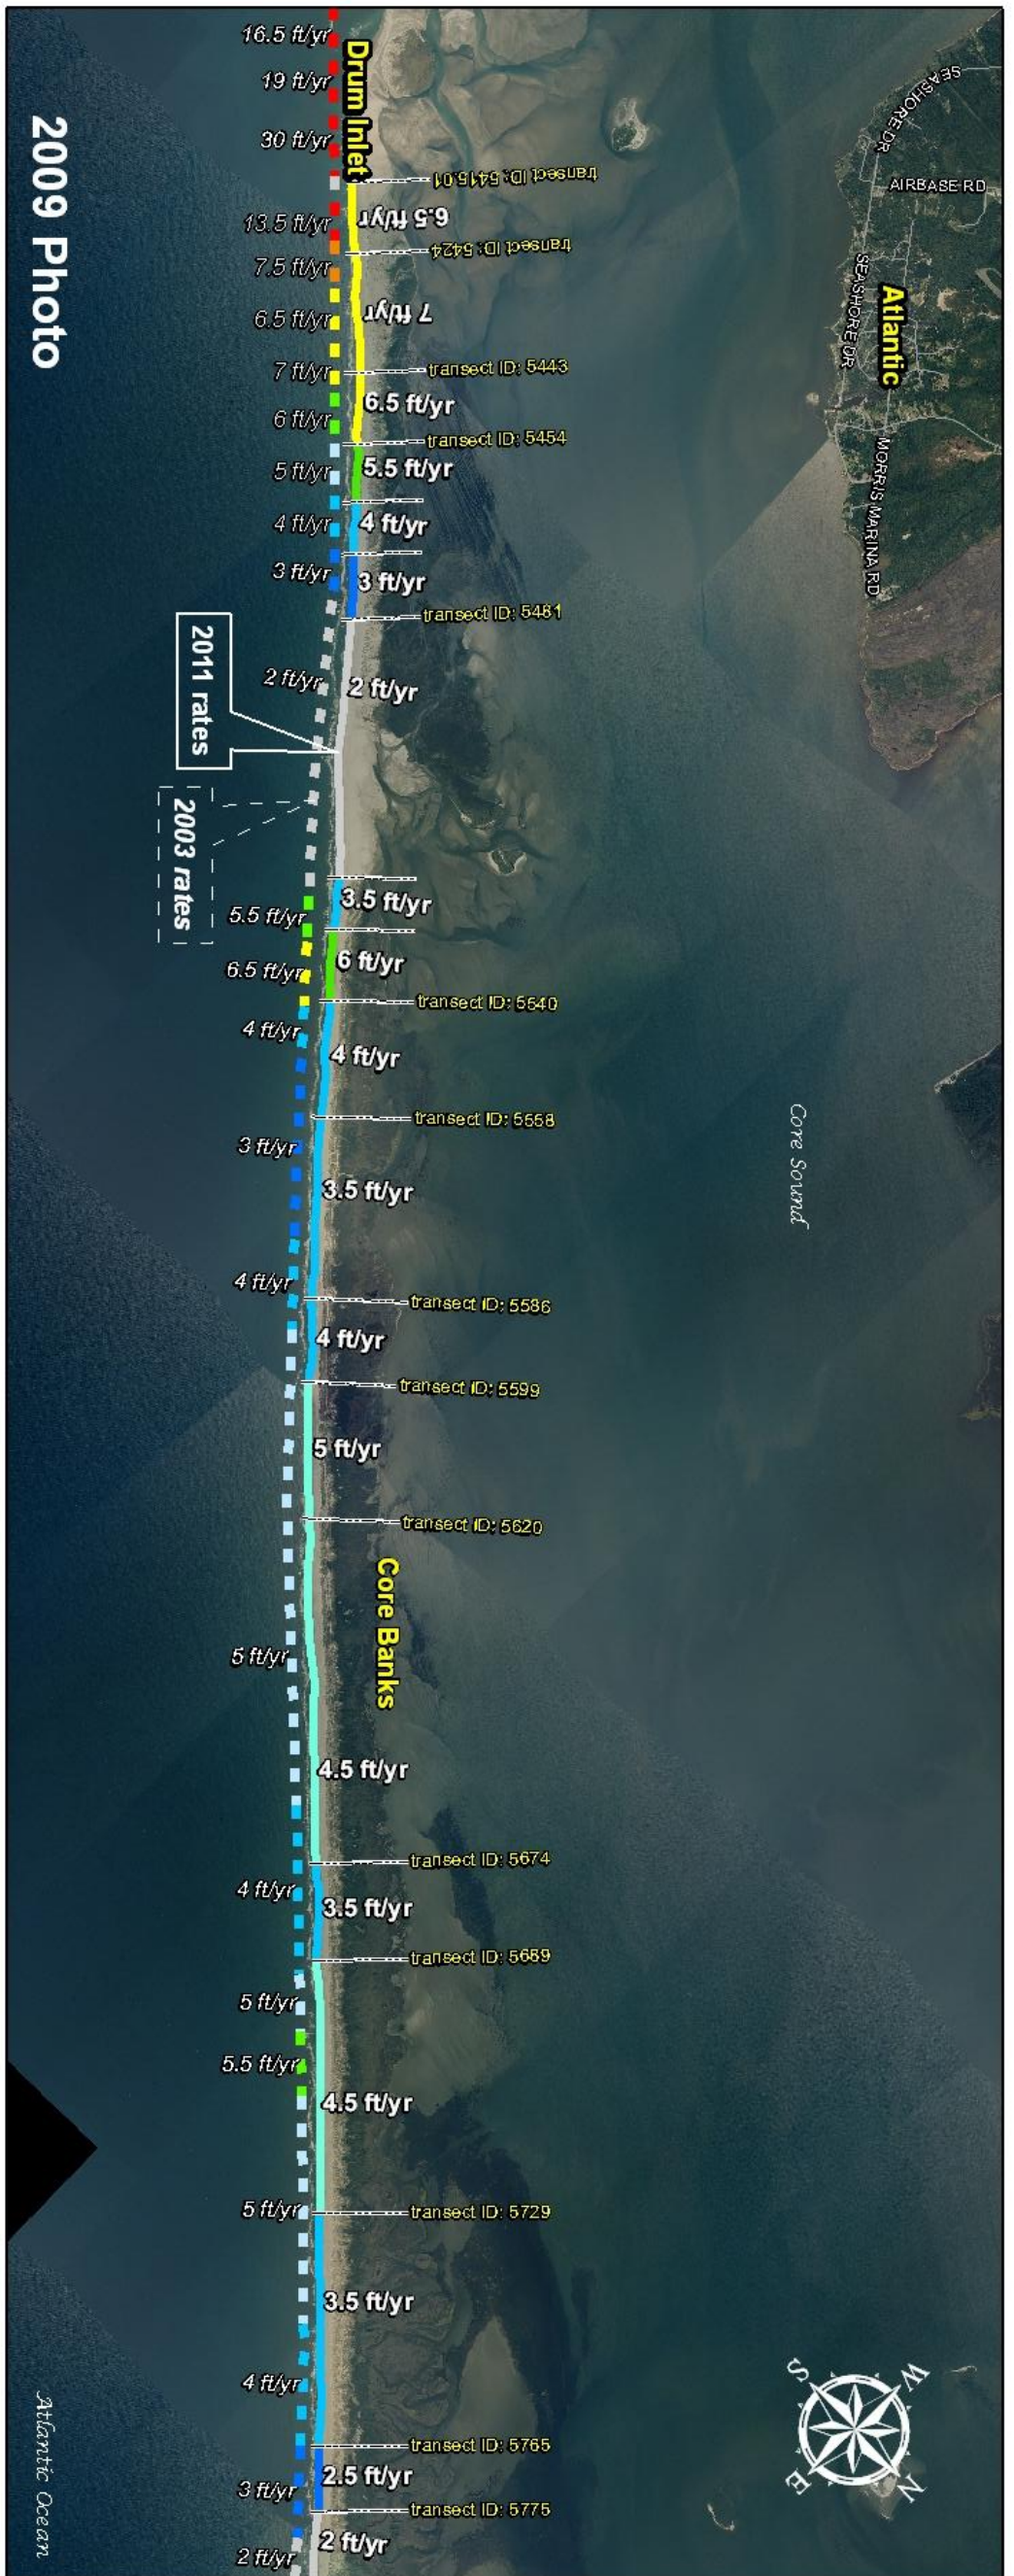 16.5 ft/yr
19 ft/yr
30 ft/yr
13.5 ft/yr
7.5 ft/yr
6.5 ft/yr
7 ft/yr
6 ft/yr
5 ft/yr
4 ft/yr
3 ft/yr
2 ft/yr
5.5 ft/yr
6.5 ft/yr
4 ft/yr
3 ft/yr
4 ft/yr
5 ft/yr
4 ft/yr
5 ft/yr
5.5 ft/yr
5 ft/yr
4 ft/yr
3 ft/yr
2 ft/yr
Drum Inlet
6.5 ft/yr
7 ft/yr
6.5 ft/yr
5.5 ft/yr
4 ft/yr
3 ft/yr
2 ft/yr
3.5 ft/yr
6 ft/yr
4 ft/yr
3.5 ft/yr
4 ft/yr
5 ft/yr
4.5 ft/yr
3.5 ft/yr
4.5 ft/yr
3.5 ft/yr
2.5 ft/yr
2 ft/yr
transect ID: 5415.01
transect ID: 5424
transect ID: 5443
transect ID: 5454
transect ID: 5481
transect ID: 5540
transect ID: 5558
transect ID: 5586
transect ID: 5599
transect ID: 5620
transect ID: 5674
transect ID: 5689
transect ID: 5729
transect ID: 5765
transect ID: 5775
SEASHORE DR
AIRBASE RD
SEASHORE DR
Atlantic
MORRIS MARINA RD
2009 Photo
2011 rates
2003 rates
Core Sound
Core Banks
Atlantic Ocean
S
W
E
N